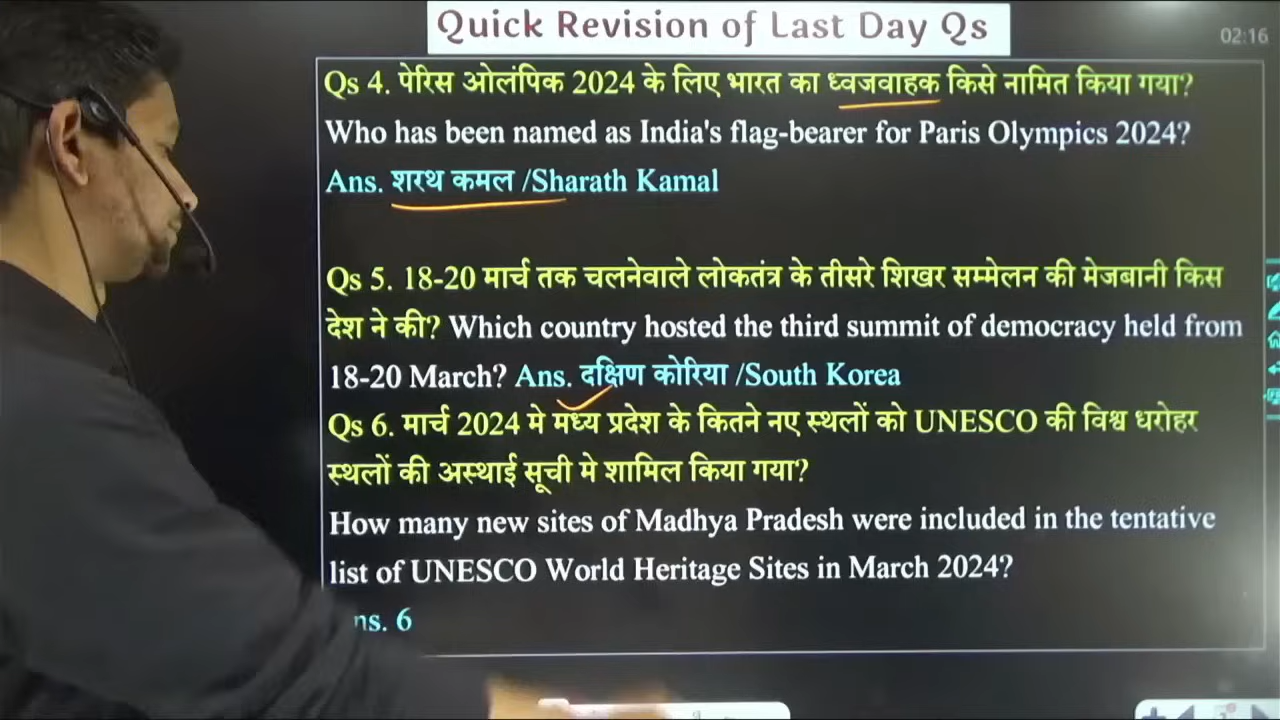 Quick Revision of Last Day Qs
02:16
Qs 4. पेरिस ओलंपिक 2024 के लिए भारत का ध्वजवाहक किसे नामित किया गया?
Who has been named as India's flag-bearer for Paris Olympics 2024?
Ans. शरथ कमल /Sharath Kamal
Qs 5. 18-20 मार्च तक चलनेवाले लोकतंत्र के तीसरे शिखर सम्मेलन की मेजबानी किस
देश ने की? Which country hosted the third summit of democracy held from
18-20 March? Ans. दक्षिण कोरिया /South Korea
Qs 6. मार्च 2024 मे मध्य प्रदेश के कितने नए स्थलों को UNESCO की विश्व धरोहर
स्थलों की अस्थाई सूची मे शामिल किया गया?
How many new sites of Madhya Pradesh were included in the tentative
list of UNESCO World Heritage Sites in March 2024?
ns. 6